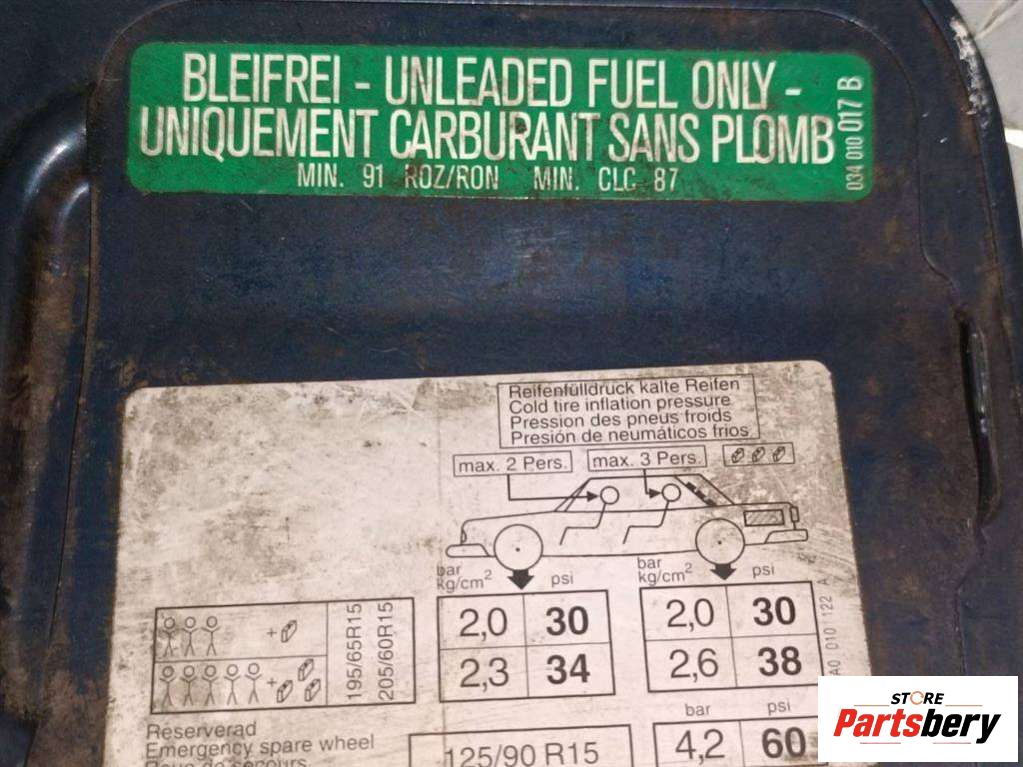 BLEIFREI - UNLEADED FUEL ONLY -
UNIQUEMENT CARBURANT SANS PLOMB
MIN. 91 ROZ/RON MIN. CLC 87
034 010 017 B
Reifenfülldruck kalte Reifen
Cold tire inflation pressure
Pression des pneus froids
Presión de neumáticos frios
max. 2 Pers. max. 3 Pers.
bar psi bar psi
kg/cm² kg/cm²
195/65R15
205/60R15
+
2,0 30 2,0 30
+
2,3 34 2,6 38
A0 0101 122 A
Reserverad
Emergency spare wheel
Roue de secours
125/90 R15
bar psi
4,2 60
STORE
Partsbery